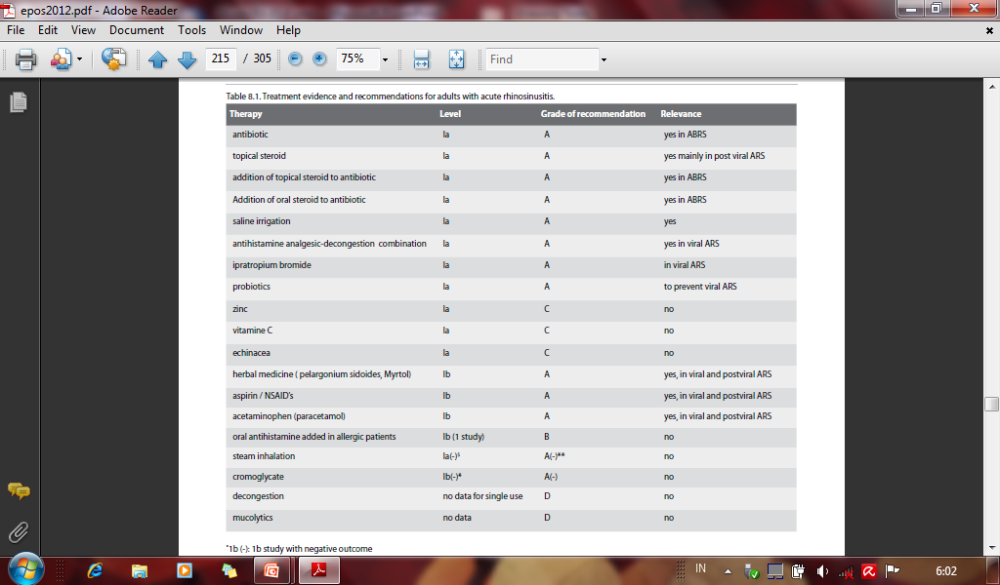 epos2012.pdf - Adobe Reader
File Edit View Document Tools Window Help
215 / 305 75% Find
Table 8.1. Treatment evidence and recommendations for adults with acute rhinosinusitis.
Therapy Level Grade of recommendation Relevance
antibiotic Ia A yes in ABRS
topical steroid Ia A yes mainly in post viral ARS
addition of topical steroid to antibiotic Ia A yes in ABRS
Addition of oral steroid to antibiotic Ia A yes in ABRS
saline irrigation Ia A yes
antihistamine analgesic-decongestion combination Ia A yes in viral ARS
ipratropium bromide Ia A in viral ARS
probiotics Ia A to prevent viral ARS
zinc Ia C no
vitamine C Ia C no
echinacea Ia C no
herbal medicine ( pelargonium sidoides, Myrtol) Ib A yes, in viral and postviral ARS
aspirin / NSAID's Ib A yes, in viral and postviral ARS
acetaminophen (paracetamol) Ib A yes, in viral and postviral ARS
oral antihistamine added in allergic patients Ib (1 study) B no
steam inhalation Ia(-)$ A(-)** no
cromoglycate Ib(-)* A(-) no
decongestion no data for single use D no
mucolytics no data D no
*1b (-): 1b study with negative outcome
IN 6:02